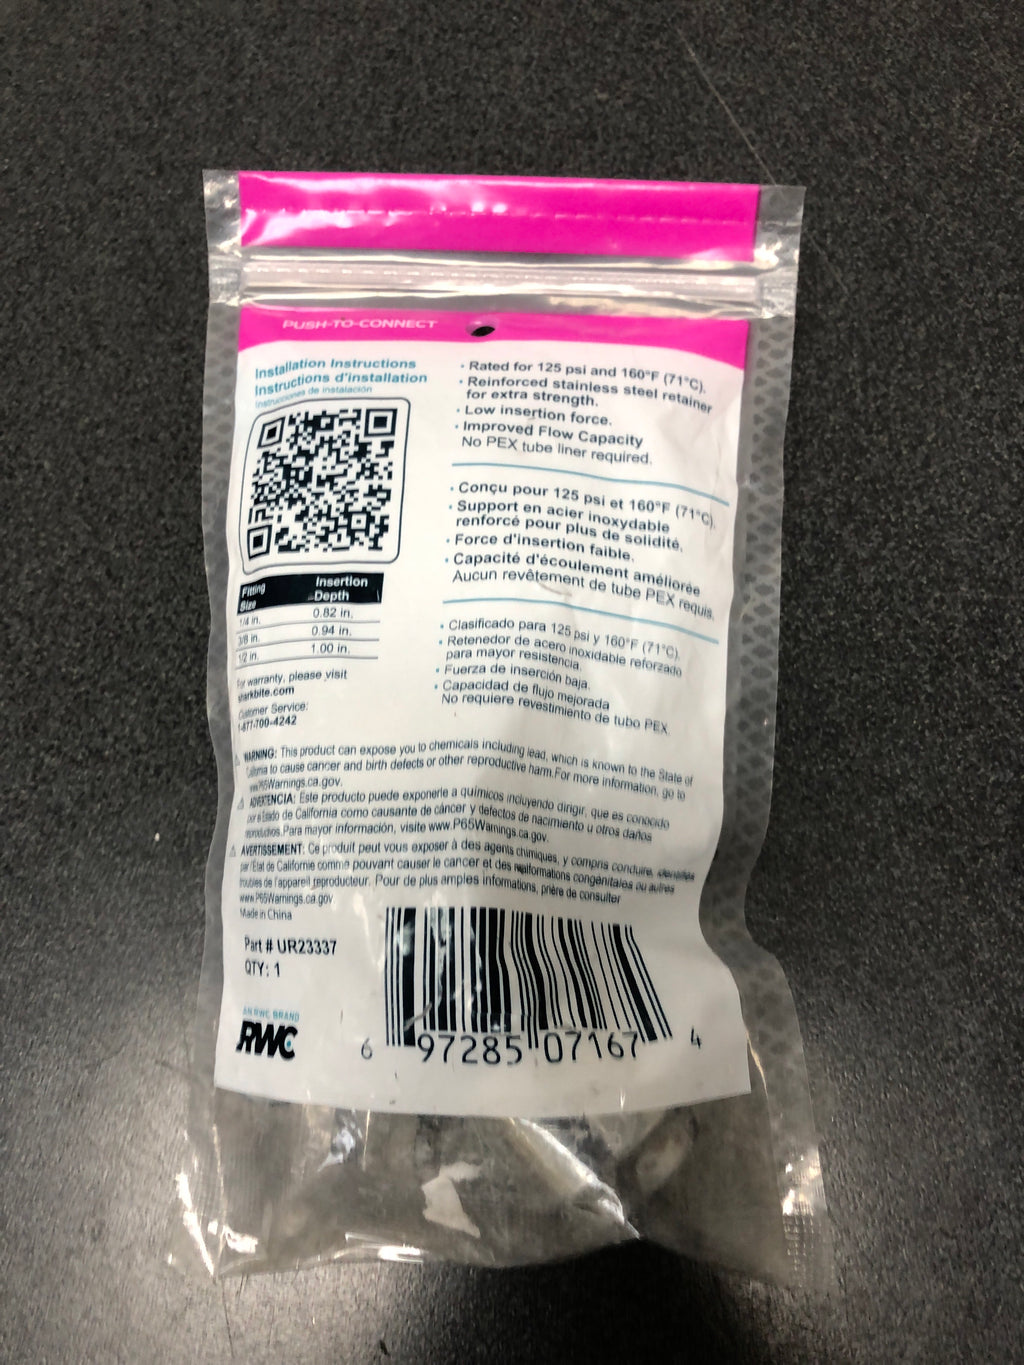 PUSH-TO-CONNECT
Installation Instructions
Instructions d'installation
Instrucciones de instalación
Fitting Size Insertion Depth
1/4 in. 0.82 in.
3/8 in. 0.94 in.
1/2 in. 1.00 in.
For warranty, please visit
sharkbite.com
Customer Service:
1-877-700-4242
• Rated for 125 psi and 160°F (71°C).
• Reinforced stainless steel retainer
for extra strength.
• Low insertion force.
• Improved Flow Capacity
No PEX tube liner required.
• Conçu pour 125 psi et 160°F (71°C).
• Support en acier inoxydable
renforcé pour plus de solidité.
• Force d'insertion faible.
• Capacité d'écoulement améliorée
Aucun revêtement de tube PEX requis.
• Clasificado para 125 psi y 160°F (71°C).
• Retenedor de acero inoxidable reforzado
para mayor resistencia.
• Fuerza de inserción baja.
• Capacidad de flujo mejorada
No requiere revestimiento de tubo PEX.
⚠ WARNING: This product can expose you to chemicals including lead, which is known to the State of
California to cause cancer and birth defects or other reproductive harm.For more information, go to
www.P65Warnings.ca.gov.
⚠ ADVERTENCIA: Este producto puede exponerle a químicos incluyendo dirigir, que es conocido
por el Estado de California como causante de cáncer y defectos de nacimiento u otros daños
reproductivos.Para mayor información, visite www.P65Warnings.ca.gov.
⚠ AVERTISSEMENT: Ce produit peut vous exposer à des agents chimiques, y compris conduire, identifiés
par l'État de Californie comme pouvant causer le cancer et des malformations congénitales ou autres
troubles de l'appareil reproducteur. Pour de plus amples informations, prière de consulter
www.P65Warnings.ca.gov
Made in China
Part # UR23337
QTY: 1
AN RWC BRAND
RWC
6 97285 07167 4